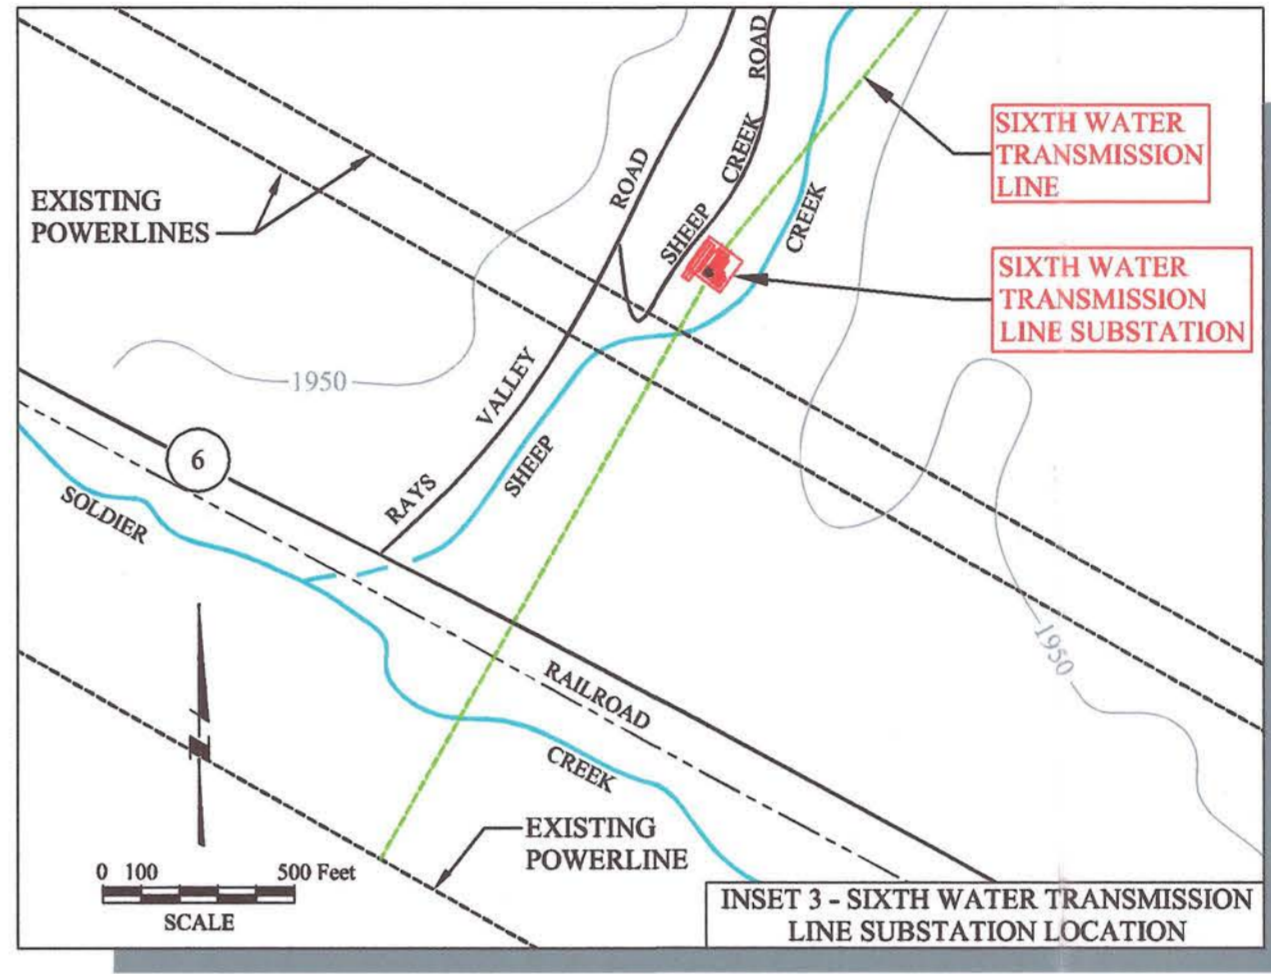 ROAD
SIXTH WATER
TRANSMISSION
LINE
ROAD
CREEK
SHEEP
CREEK
EXISTING
POWERLINES
SIXTH WATER
TRANSMISSION
LINE SUBSTATION
1950
RAYS
VALLEY
SHEEP
6
SOLDIER
1950
RAILROAD
CREEK
N
EXISTING
POWERLINE
0 100 500 Feet
SCALE
INSET 3 - SIXTH WATER TRANSMISSION
LINE SUBSTATION LOCATION